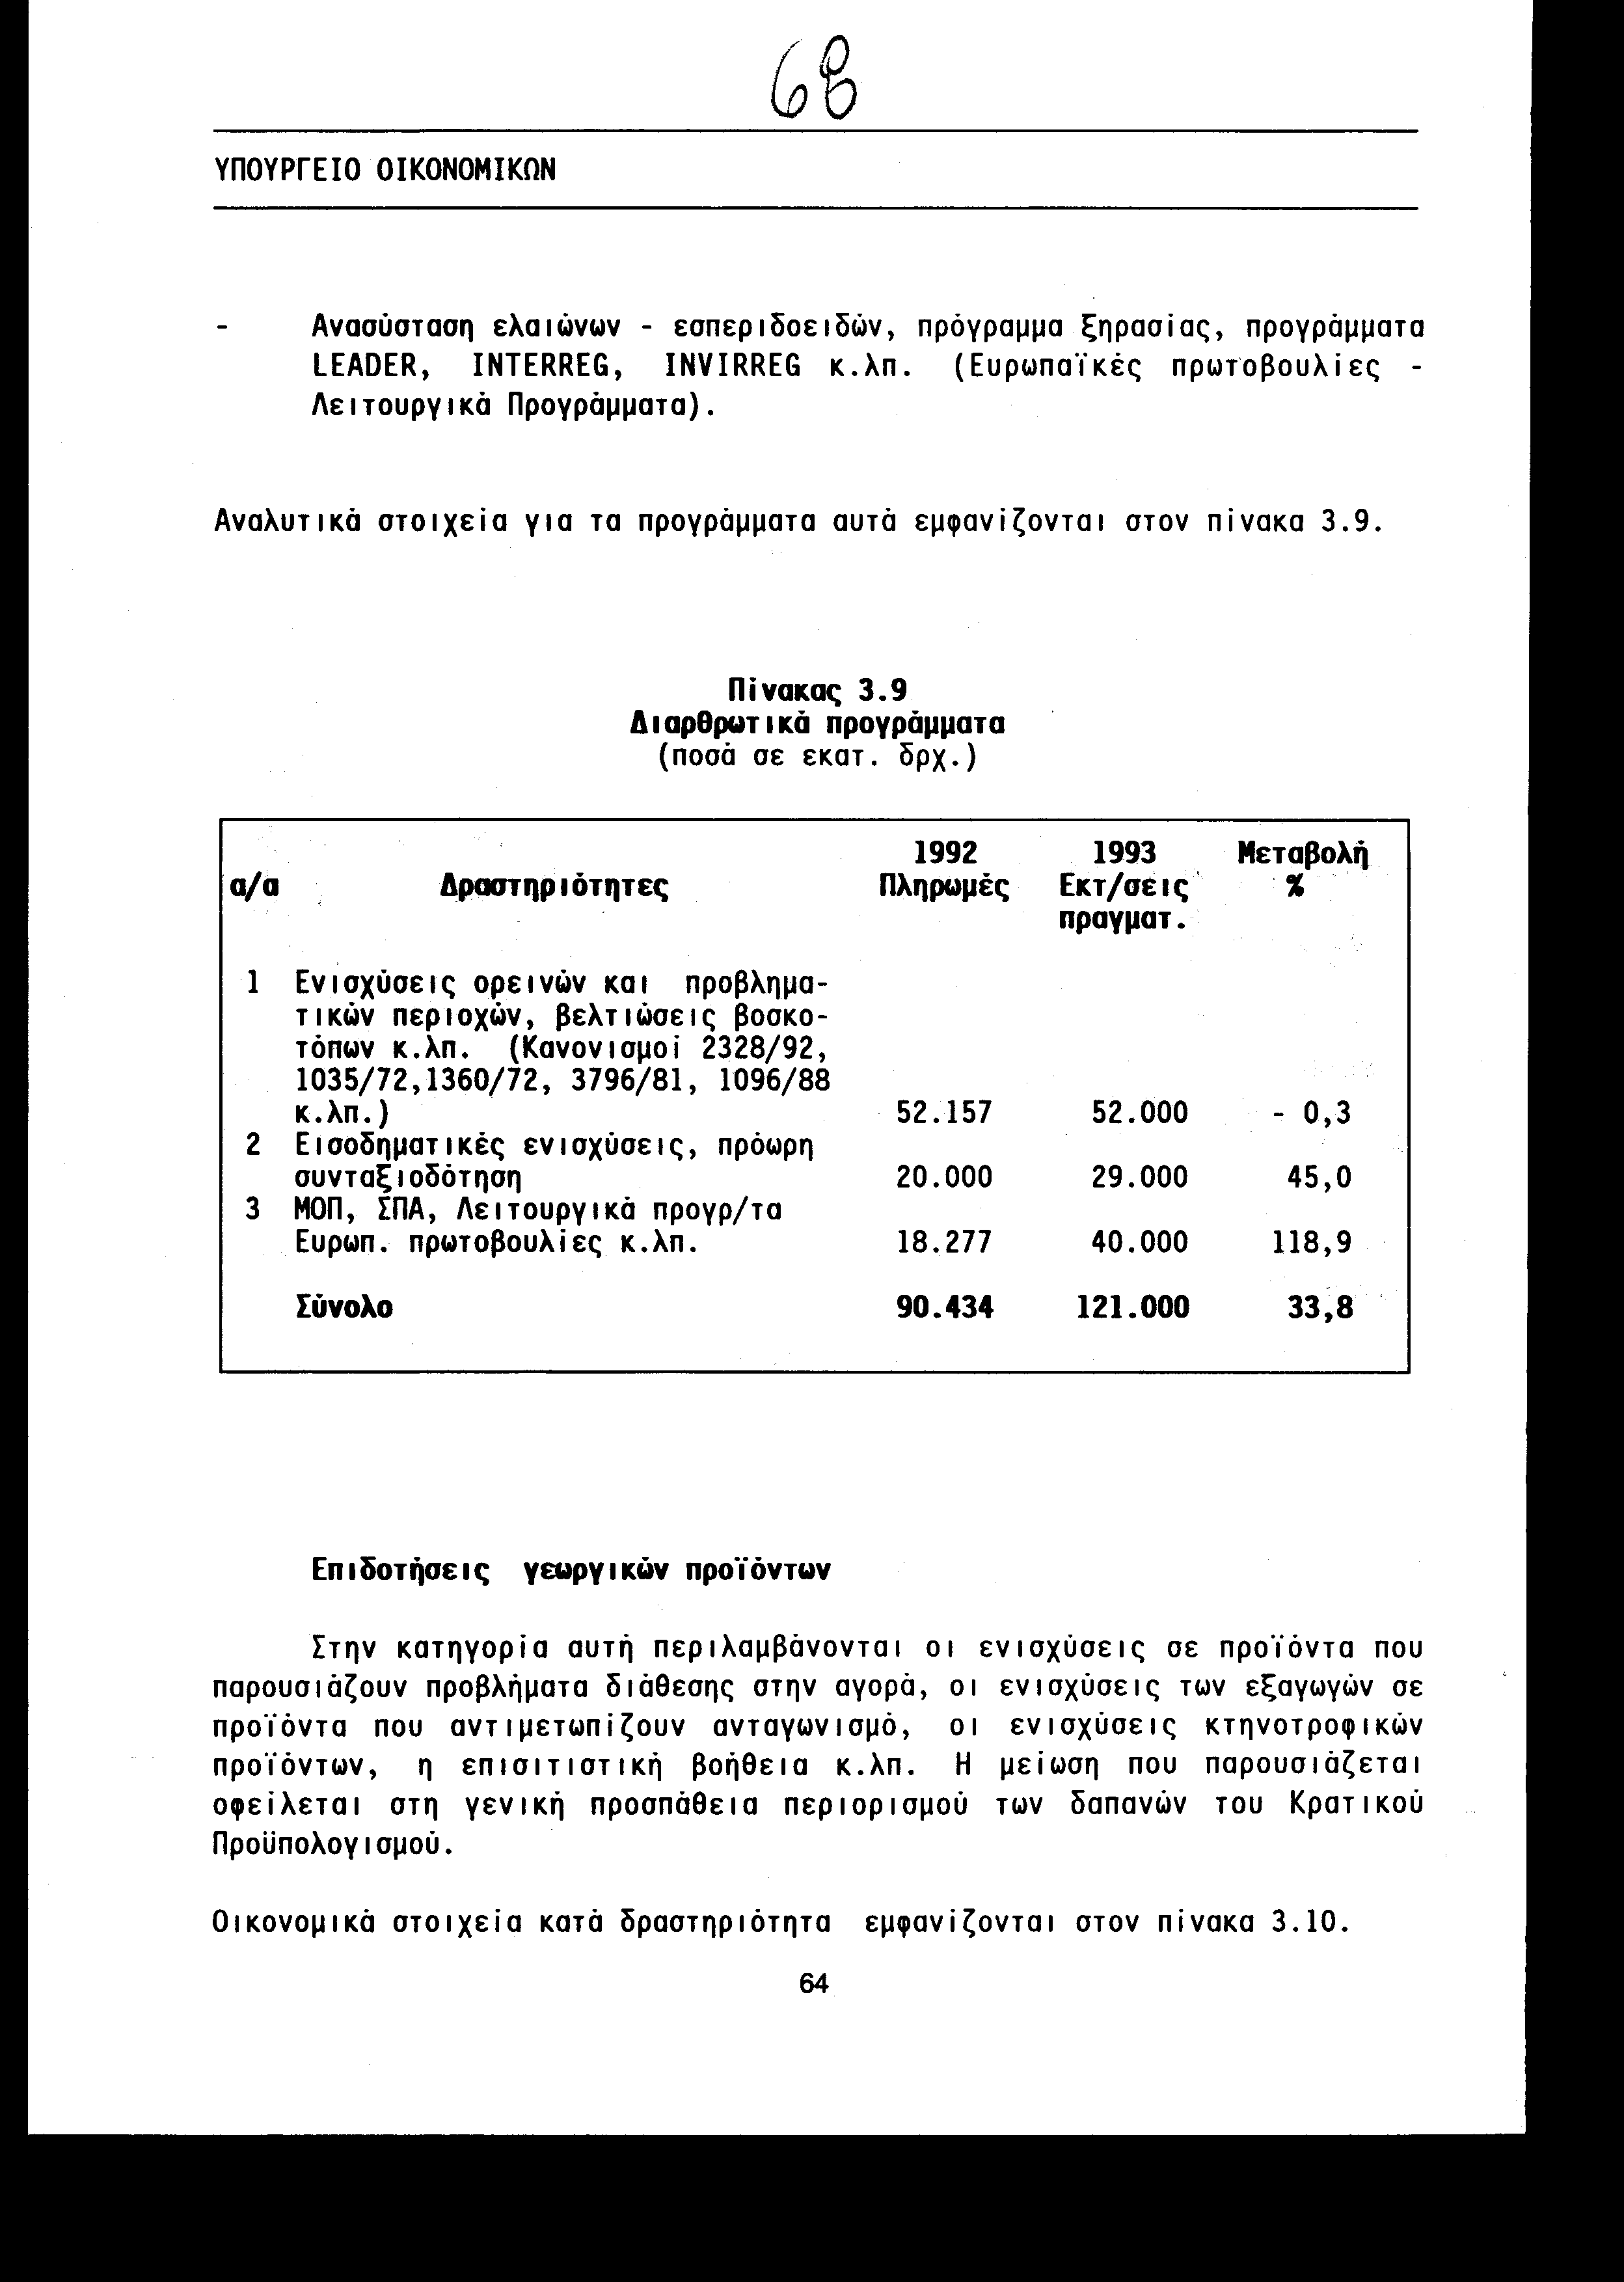 68
ΥΠΟΥΡΓΕΙΟ ΟΙΚΟΝΟΜΙΚΩΝ
- Ανασύσταση ελαιώνων - εσπεριδοειδών, πρόγραμμα ξηρασίας, προγράμματα
LEADER, INTERREG, INVIRREG κ.λπ. (Ευρωπαϊκές πρωτοβουλίες -
Λειτουργικά Προγράμματα).
Αναλυτικά στοιχεία για τα προγράμματα αυτά εμφανίζονται στον πίνακα 3.9.
Πίνακας 3.9
Διαρθρωτικά προγράμματα
(ποσά σε εκατ. δρχ.)
1992 1993 Μεταβολή
α/α Δραστηριότητες Πληρωμές Εκτ/σεις %
πραγματ.
1 Ενισχύσεις ορεινών και προβλημα-
τικών περιοχών, βελτιώσεις βοσκο-
τόπων κ.λπ. (Κανονισμοί 2328/92,
1035/72,1360/72, 3796/81, 1096/88
κ.λπ.) 52.157 52.000 - 0,3
2 Εισοδηματικές ενισχύσεις, πρόωρη
συνταξιοδότηση 20.000 29.000 45,0
3 ΜΟΠ, ΣΠΑ, Λειτουργικά προγρ/τα
Ευρωπ. πρωτοβουλίες κ.λπ. 18.277 40.000 118,9
Σύνολο 90.434 121.000 33,8
Επιδοτήσεις γεωργικών προϊόντων
Στην κατηγορία αυτή περιλαμβάνονται οι ενισχύσεις σε προϊόντα που
παρουσιάζουν προβλήματα διάθεσης στην αγορά, οι ενισχύσεις των εξαγωγών σε
προϊόντα που αντιμετωπίζουν ανταγωνισμό, οι ενισχύσεις κτηνοτροφικών
προϊόντων, η επισιτιστική βοήθεια κ.λπ. Η μείωση που παρουσιάζεται
οφείλεται στη γενική προσπάθεια περιορισμού των δαπανών του Κρατικού
Προϋπολογισμού.
Οικονομικά στοιχεία κατά δραστηριότητα εμφανίζονται στον πίνακα 3.10.
64